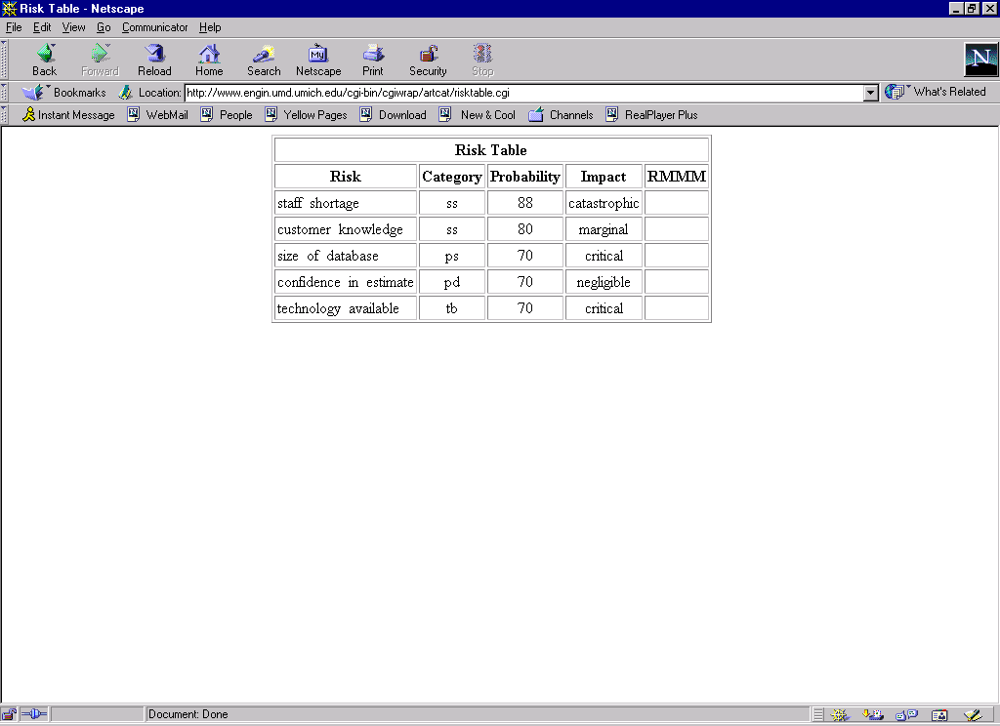 Risk Table - Netscape
File Edit View Go Communicator Help
My N
Back Forward Reload Home Search Netscape Print Security Stop
Bookmarks Location: http://www.engin.umd.umich.edu/cgi-bin/cgiwrap/artcat/risktable.cgi What's Related
Instant Message WebMail People Yellow Pages Download New & Cool Channels RealPlayer Plus
Risk Table
Risk Category Probability Impact RMMM
staff shortage ss 88 catastrophic
customer knowledge ss 80 marginal
size of database ps 70 critical
confidence in estimate pd 70 negligible
technology available tb 70 critical
Document: Done